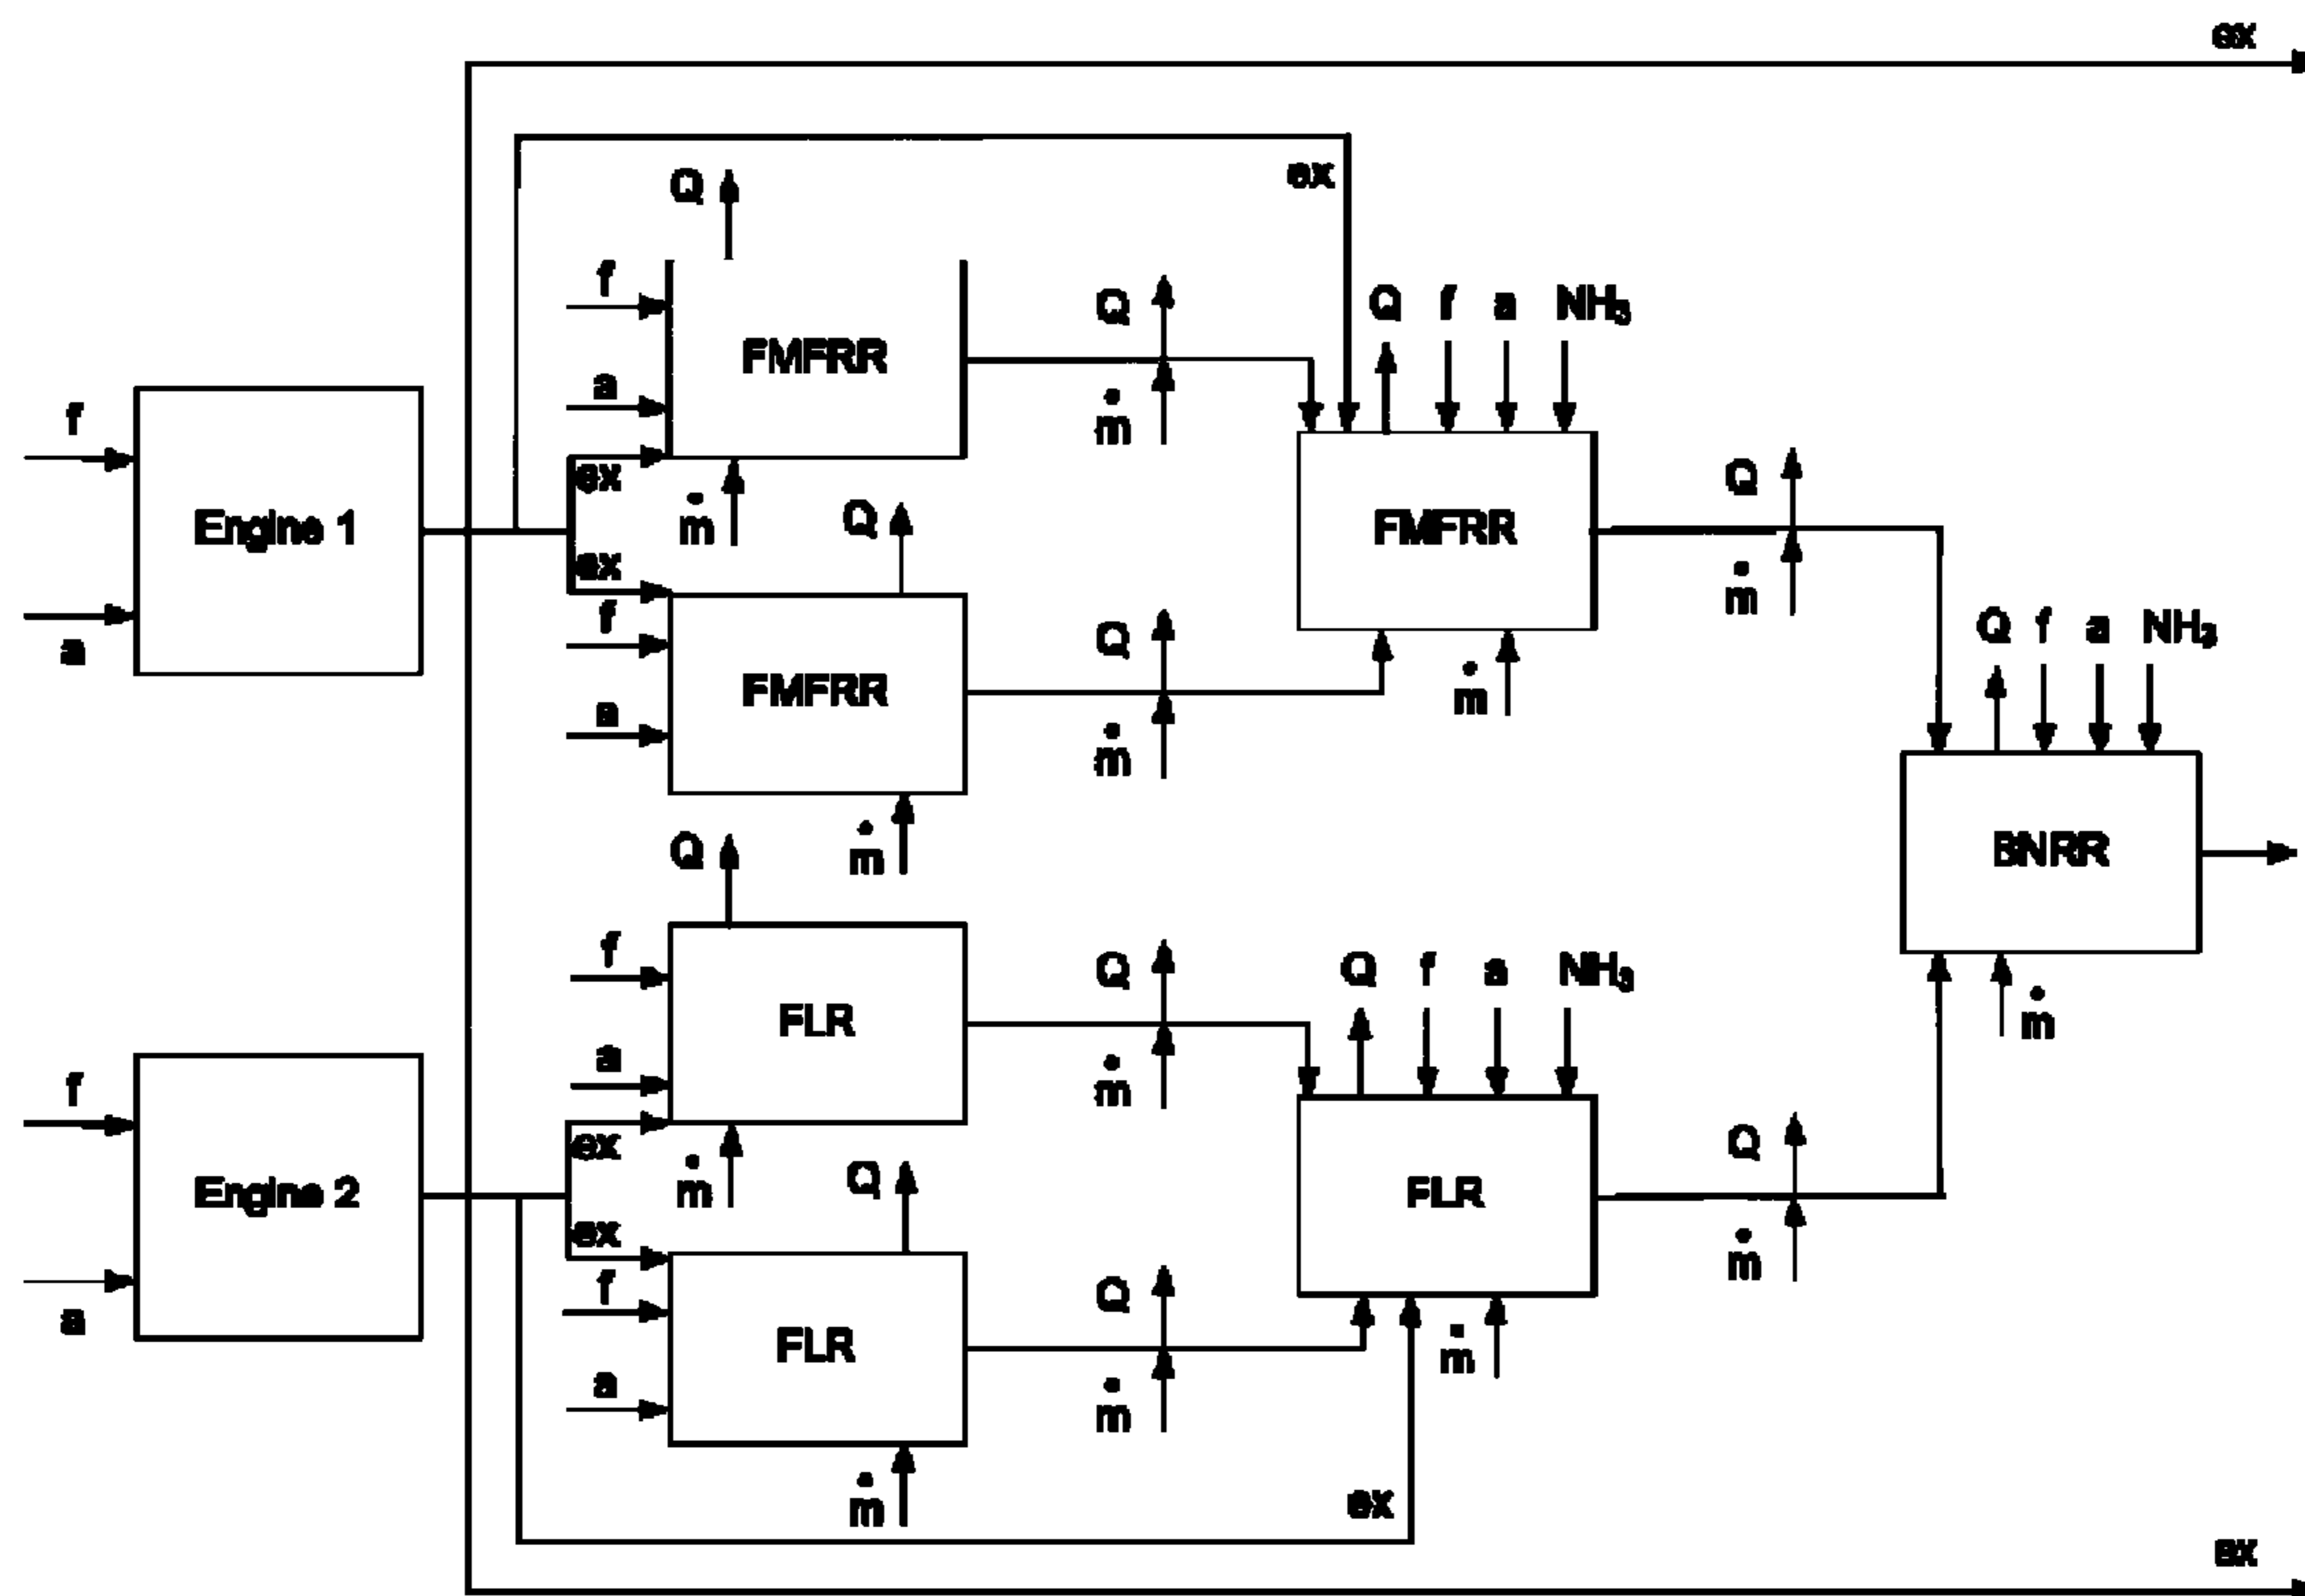 ex
ex
Q
f
Q
Q f a NH₃
FMFRR
a
ṁ
f
ex
Q
ṁ
Q
Engine 1
FMFRR
ex
ṁ
f
Q
Q f a NH₃
a
FMFRR
ṁ
a
ṁ
Q
ṁ
BNRR
f
Q
Q f a NH₃
FLR
ṁ
a
ṁ
f
ex
Q
Q
ṁ
Engine 2
FLR
ex
ṁ
f
Q
a
FLR
ṁ
a
ṁ
ex
ṁ
ex